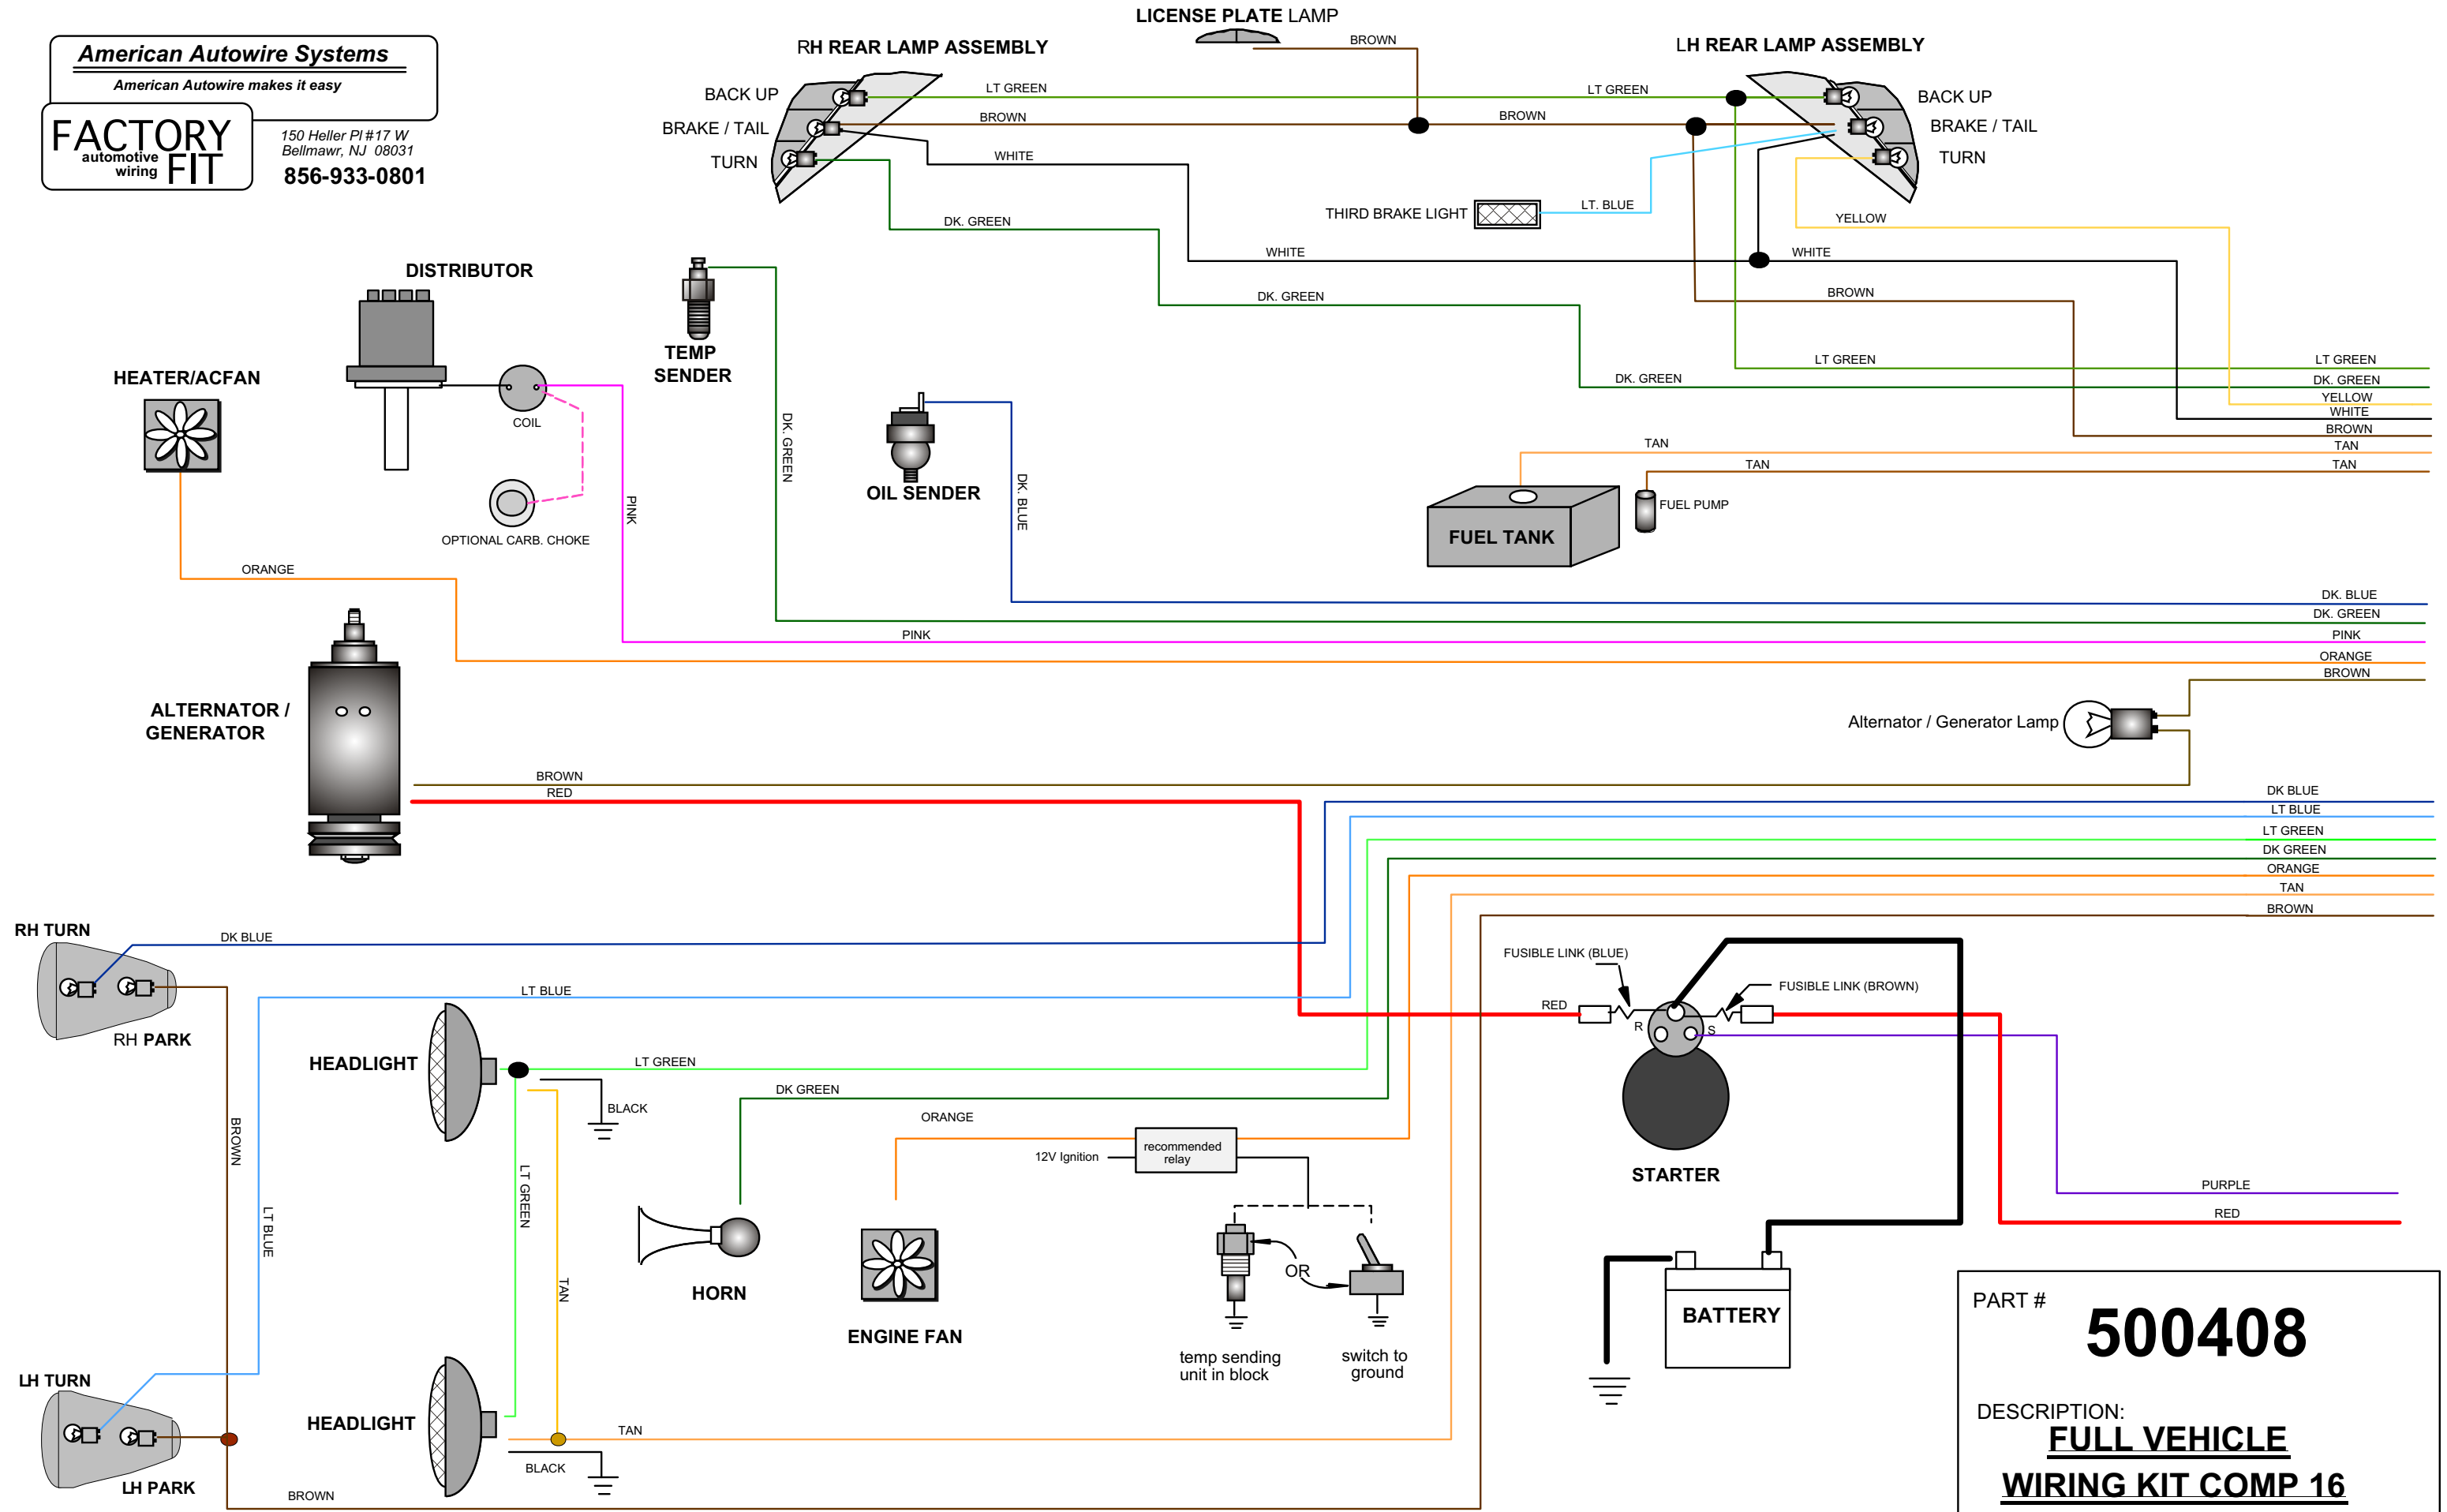 American Autowire Systems
American Autowire makes it easy
FACTORY
automotive
wiring
FIT
150 Heller Pl #17 W
Bellmawr, NJ 08031
856-933-0801
LICENSE PLATE LAMP
BROWN
RH REAR LAMP ASSEMBLY
LH REAR LAMP ASSEMBLY
BACK UP
BRAKE / TAIL
TURN
LT GREEN
LT GREEN
BROWN
BROWN
WHITE
DK. GREEN
BACK UP
BRAKE / TAIL
TURN
THIRD BRAKE LIGHT
LT. BLUE
YELLOW
WHITE
WHITE
DK. GREEN
BROWN
LT GREEN
DK. GREEN
LT GREEN
DK. GREEN
YELLOW
WHITE
BROWN
TAN
TAN
TAN
TAN
DISTRIBUTOR
COIL
OPTIONAL CARB. CHOKE
PINK
TEMP
SENDER
DK. GREEN
HEATER/ACFAN
ORANGE
OIL SENDER
DK. BLUE
FUEL TANK
FUEL PUMP
DK. BLUE
DK. GREEN
PINK
PINK
ORANGE
BROWN
ALTERNATOR /
GENERATOR
Alternator / Generator Lamp
BROWN
RED
DK BLUE
LT BLUE
LT GREEN
DK GREEN
ORANGE
TAN
BROWN
RH TURN
DK BLUE
RH PARK
LT BLUE
BROWN
LT BLUE
HEADLIGHT
LT GREEN
BLACK
LT GREEN
TAN
DK GREEN
HORN
ORANGE
12V Ignition
recommended
relay
ENGINE FAN
OR
temp sending
unit in block
switch to
ground
FUSIBLE LINK (BLUE)
FUSIBLE LINK (BROWN)
RED
R
S
STARTER
PURPLE
RED
BATTERY
LH TURN
LH PARK
HEADLIGHT
TAN
BLACK
BROWN
PART #
500408
DESCRIPTION:
FULL VEHICLE
WIRING KIT COMP 16